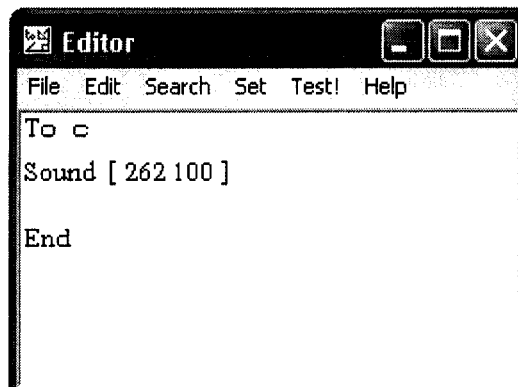 Editor
File Edit Search Set Test! Help
To c
Sound [ 262 100 ]
End